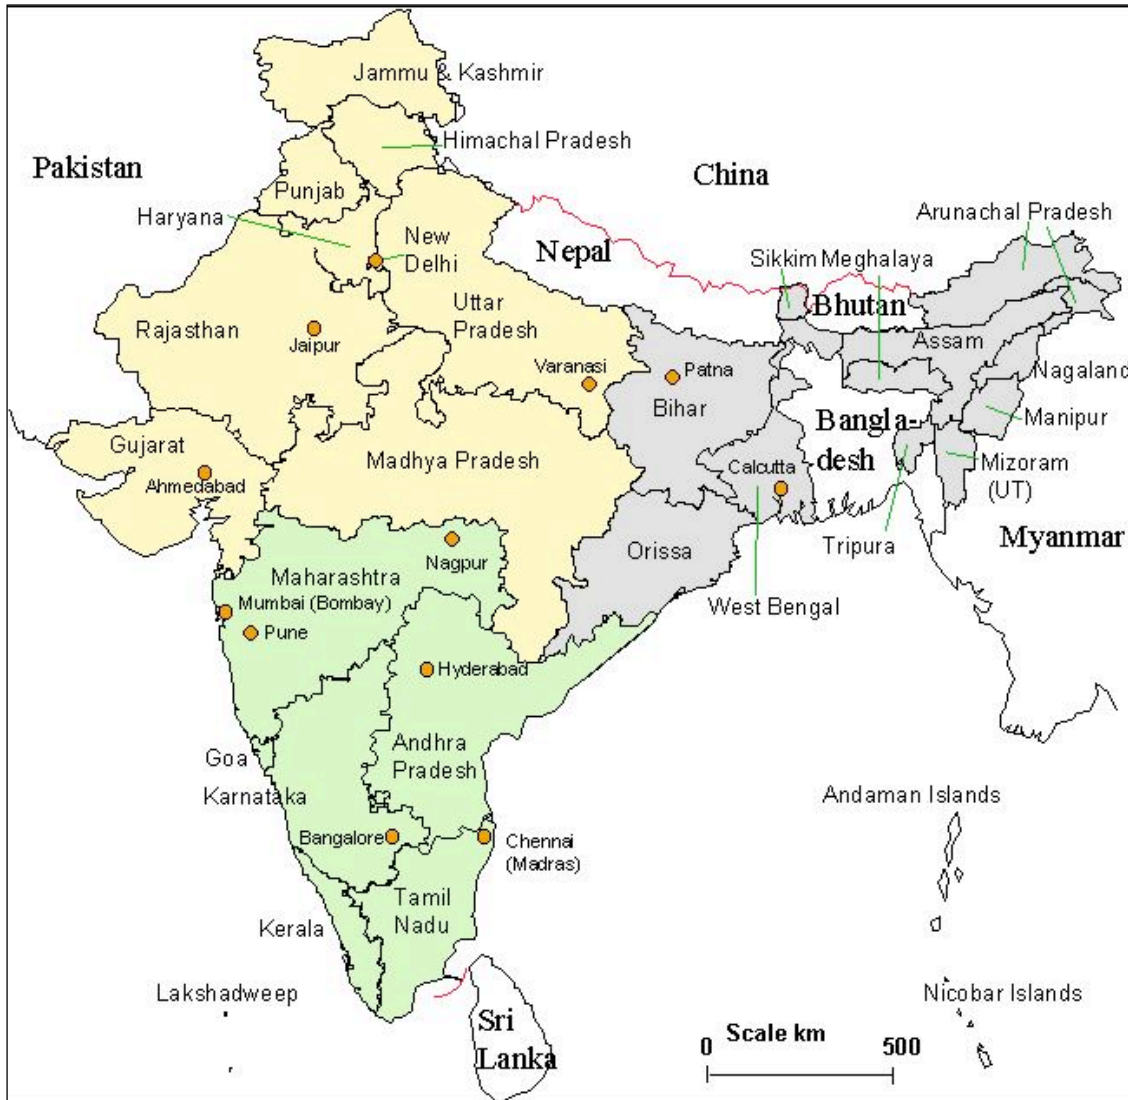 Jammu & Kashmir
Himachal Pradesh
Pakistan
China
Punjab
Haryana
Arunachal Pradesh
New
Delhi
Nepal
Sikkim Meghalaya
Uttar
Pradesh
Bhutan
Rajasthan
Jaipur
Assam
Varanasi
Patna
Nagaland
Bihar
Manipur
Bangla-
desh
Gujarat
Madhya Pradesh
Calcutta
Mizoram
(UT)
Ahmedabad
Myanmar
Tripura
Orissa
Nagpur
Maharashtra
Mumbai (Bombay)
West Bengal
Pune
Hyderabad
Andhra
Pradesh
Goa
Karnataka
Andaman Islands
Bangalore
Chennai
(Madras)
Tamil
Nadu
Kerala
Lakshadweep
Nicobar Islands
Sri
Lanka
Scale km
0 500